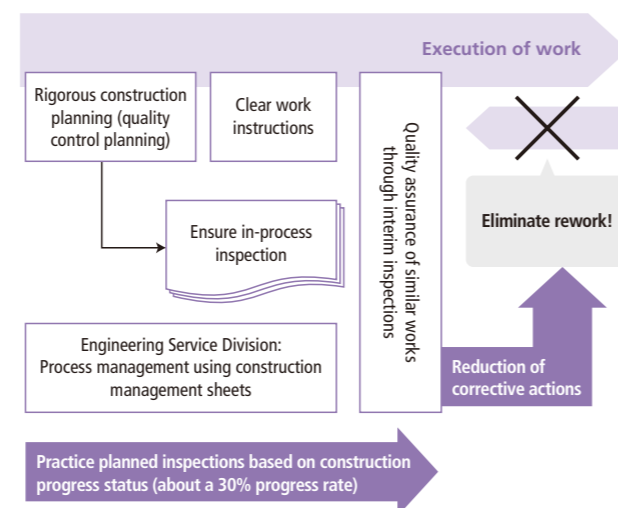 Execution of work
Rigorous construction
planning (quality
control planning)
Clear work
instructions
Quality assurance of similar works
through interim inspections
Eliminate rework!
Ensure in-process
inspection
Engineering Service Division:
Process management using construction
management sheets
Reduction of
corrective actions
Practice planned inspections based on construction
progress status (about a 30% progress rate)